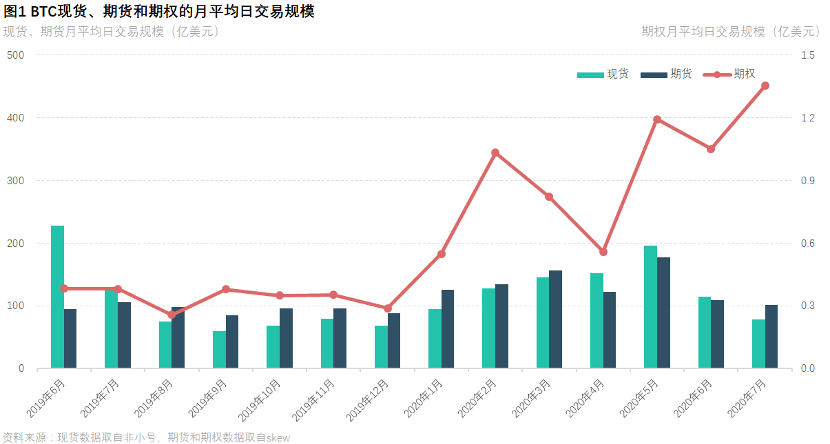 图1 BTC现货、期货和期权的月平均日交易规模
现货、期货月平均日交易规模（亿美元） 期权月平均日交易规模（亿美元）
500 1.5
现货 期货 期权
400 1.2
300 0.9
200 0.6
100 0.3
0 0.0
2019年6月 2019年7月 2019年8月 2019年9月 2019年10月 2019年11月 2019年12月 2020年1月 2020年2月 2020年3月 2020年4月 2020年5月 2020年6月 2020年7月
资料来源：现货数据取自非小号，期货和期权数据取自skew